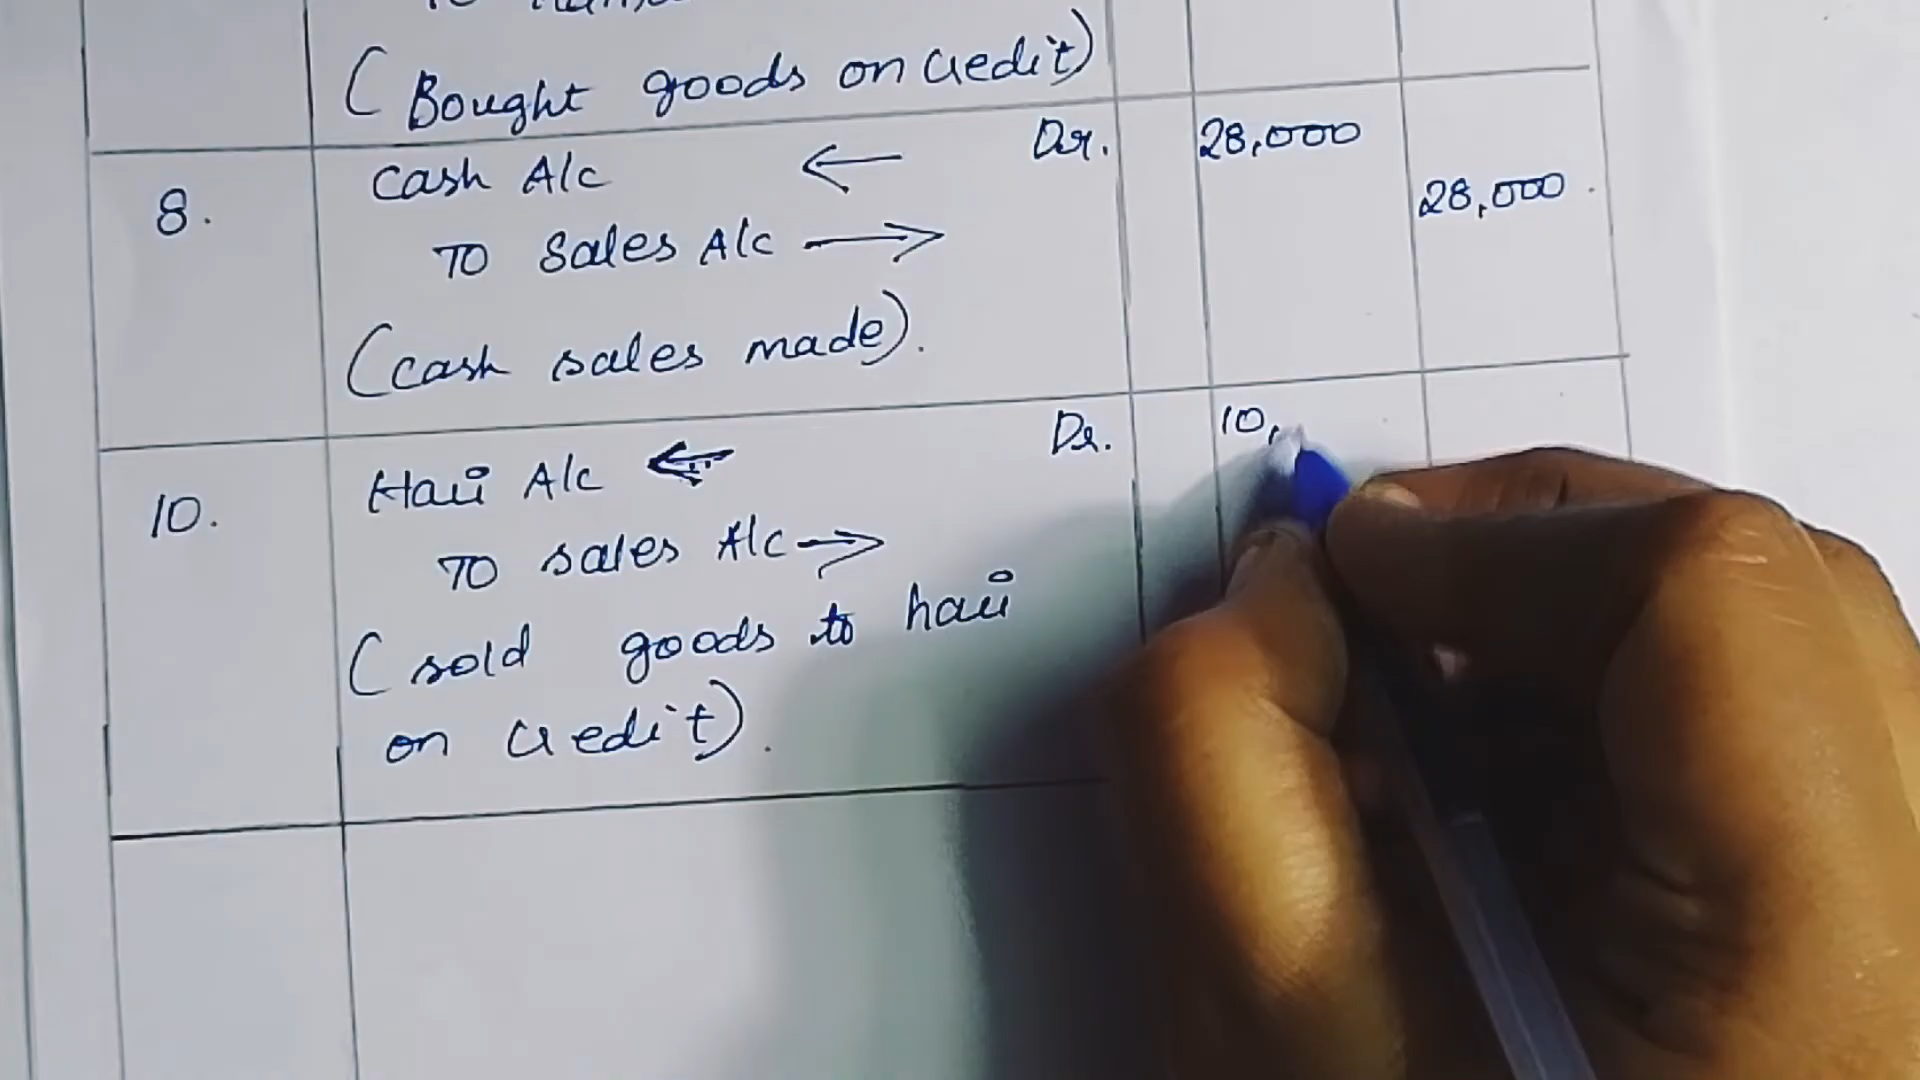 (Bought goods on credit)
8. Cash A/c ← Dr. 28,000
To Sales A/c → 28,000
(cash sales made).
10. Hari A/c ← Dr. 10,
To sales A/c →
(sold goods to hari
on credit).